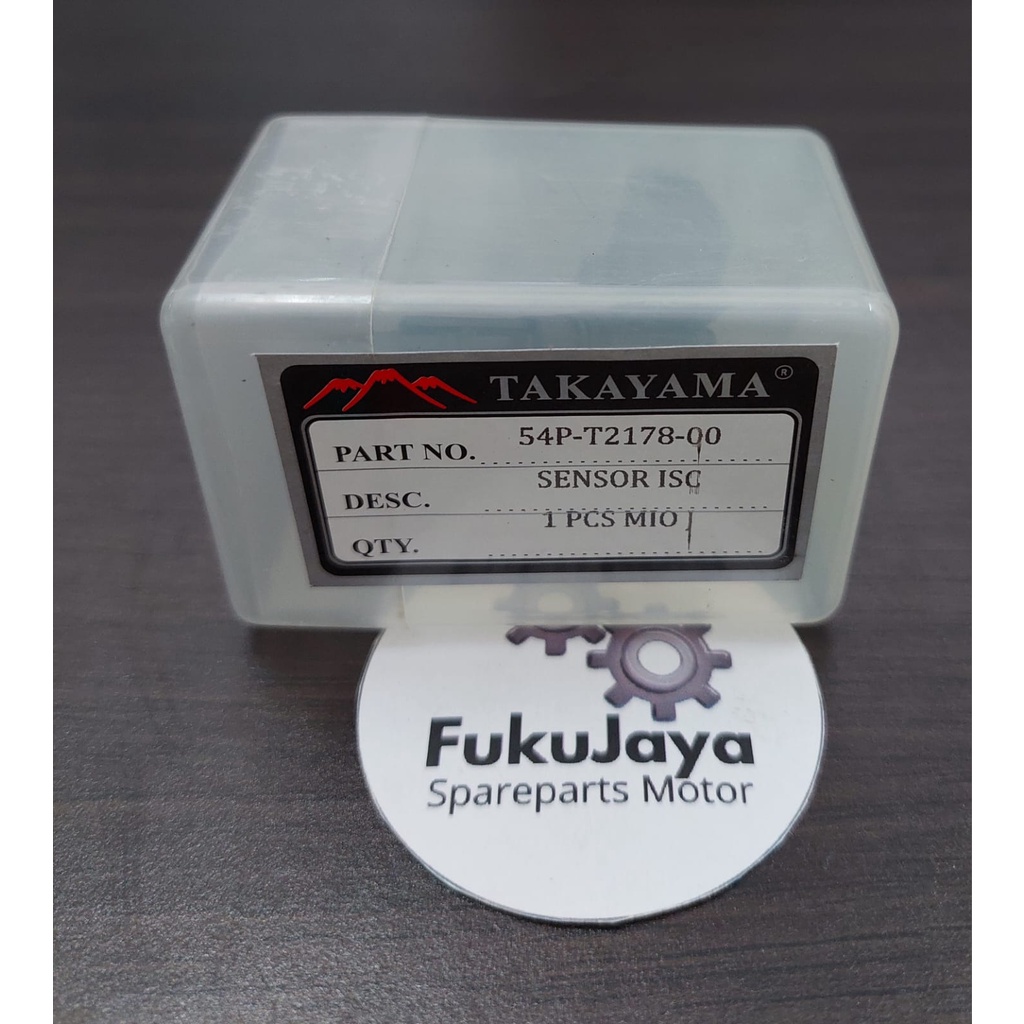 TAKAYAMA ®
PART NO. 54P-T2178-00
DESC. SENSOR ISC
QTY. 1 PCS MIO J
FukuJaya
Spareparts Motor